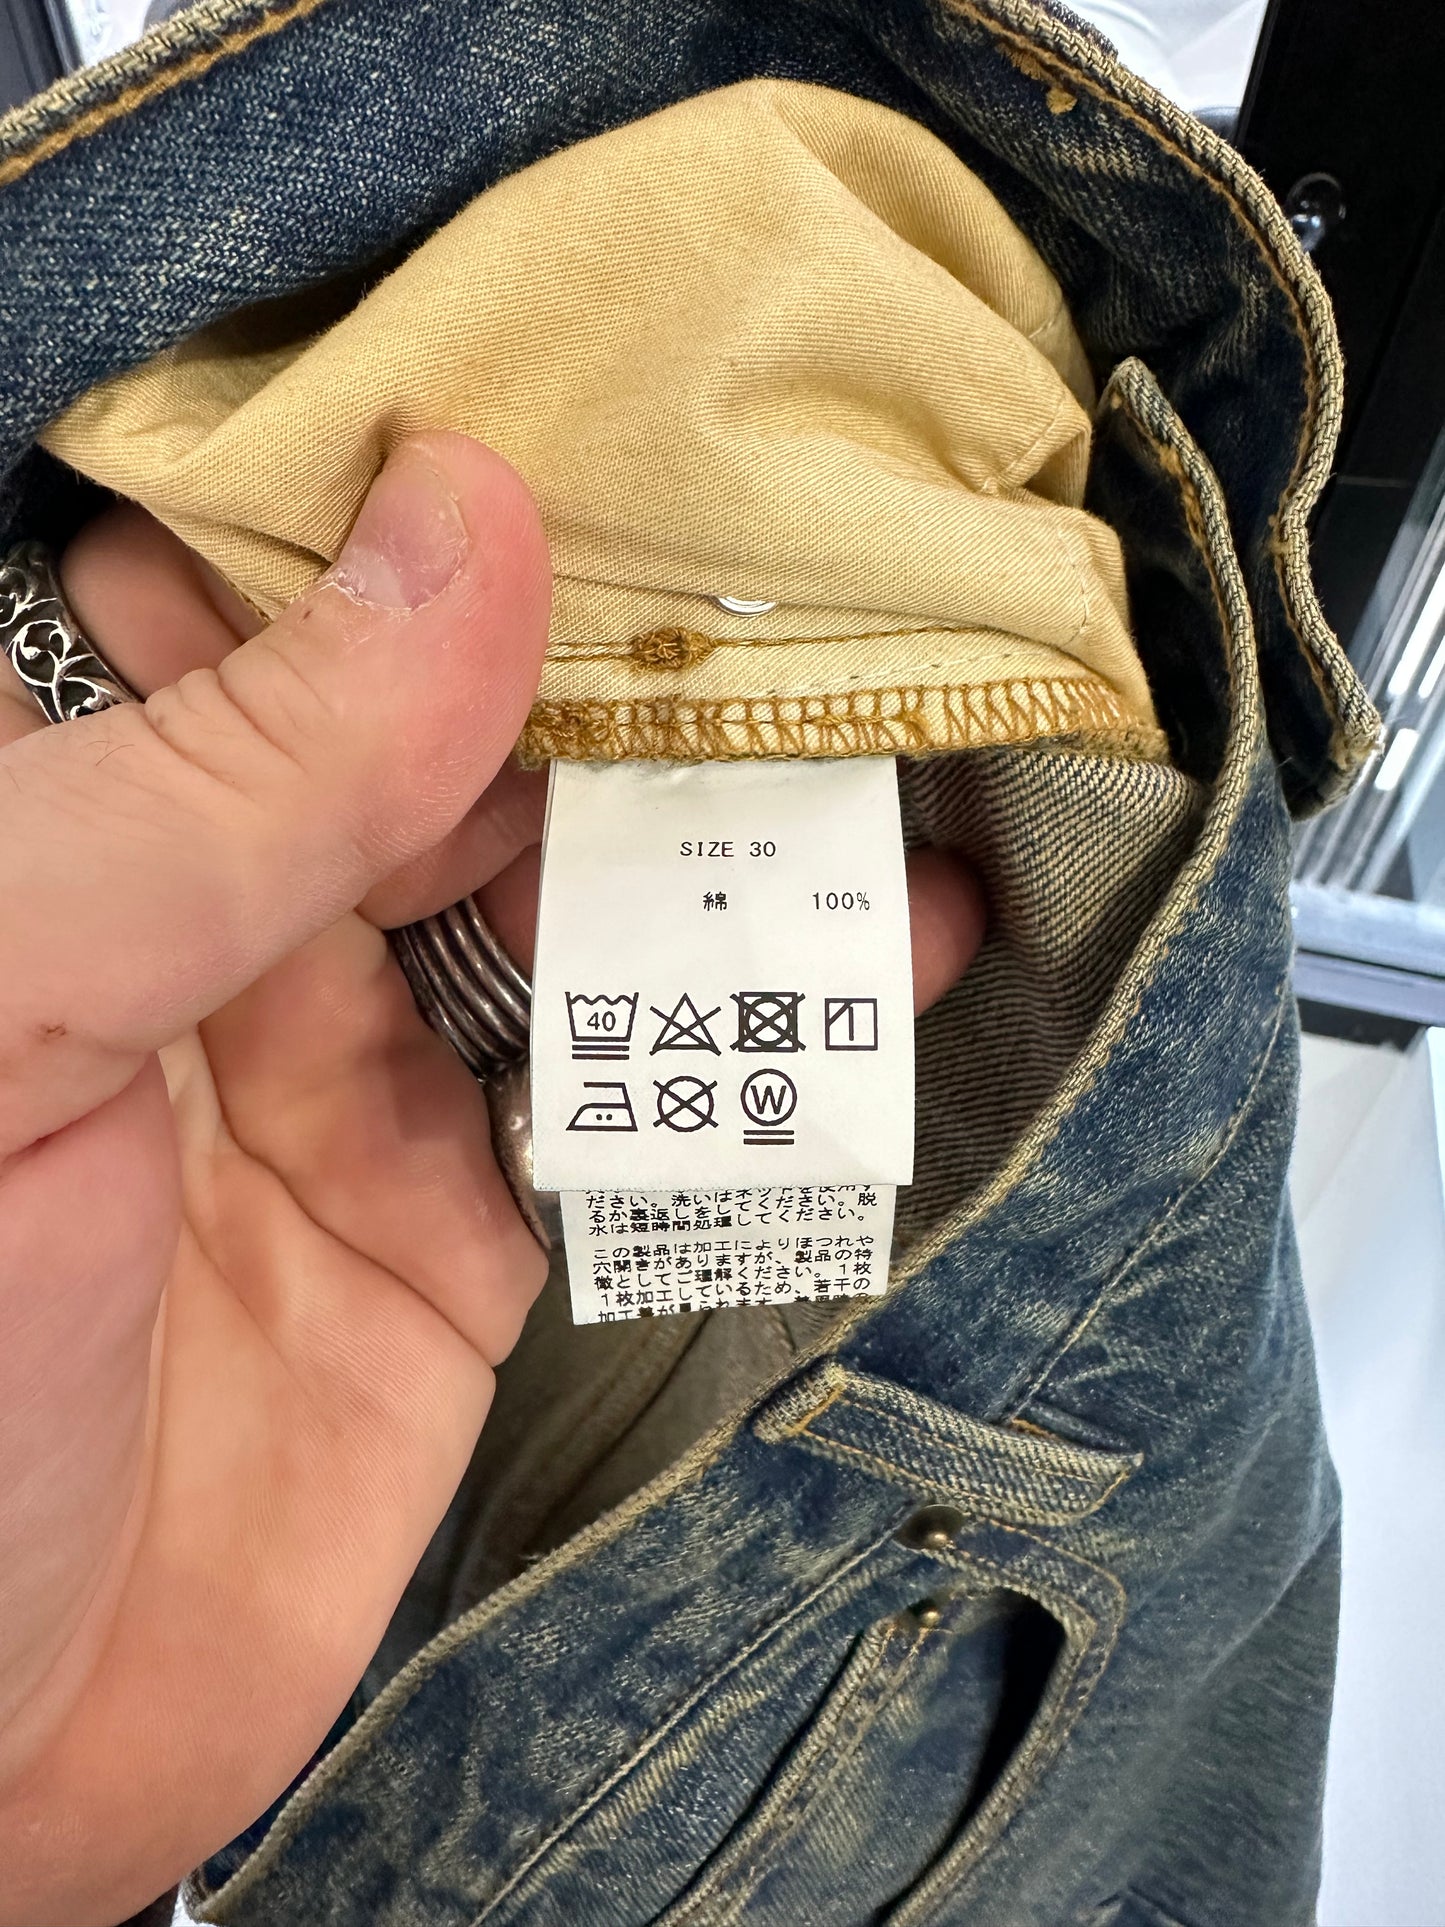 SIZE 30
綿 100%
40
W
ださい。洗いはネットを使用す
るか裏返しをしてください。脱
水は短時間処理してください。
この製品は加工によりほつれや
穴開きがありますが、製品の特
徴としてご理解ください。1枚
1枚加工しているため、若干の